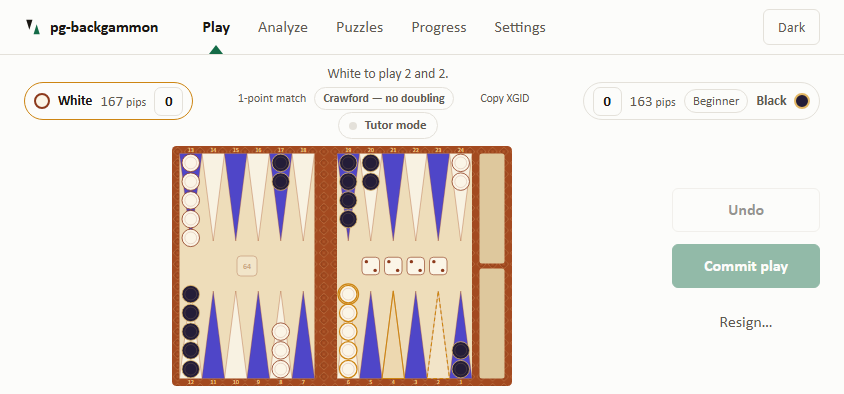 pg-backgammon Play Analyze Puzzles Progress Settings Dark
White to play 2 and 2.
White 167 pips 0
1-point match Crawford — no doubling Copy XGID
0 163 pips Beginner Black
Tutor mode
13 14 15 16 17 18 19 20 21 22 23 24
64
Undo
Commit play
Resign...
12 11 10 9 8 7 6 5 4 3 2 1